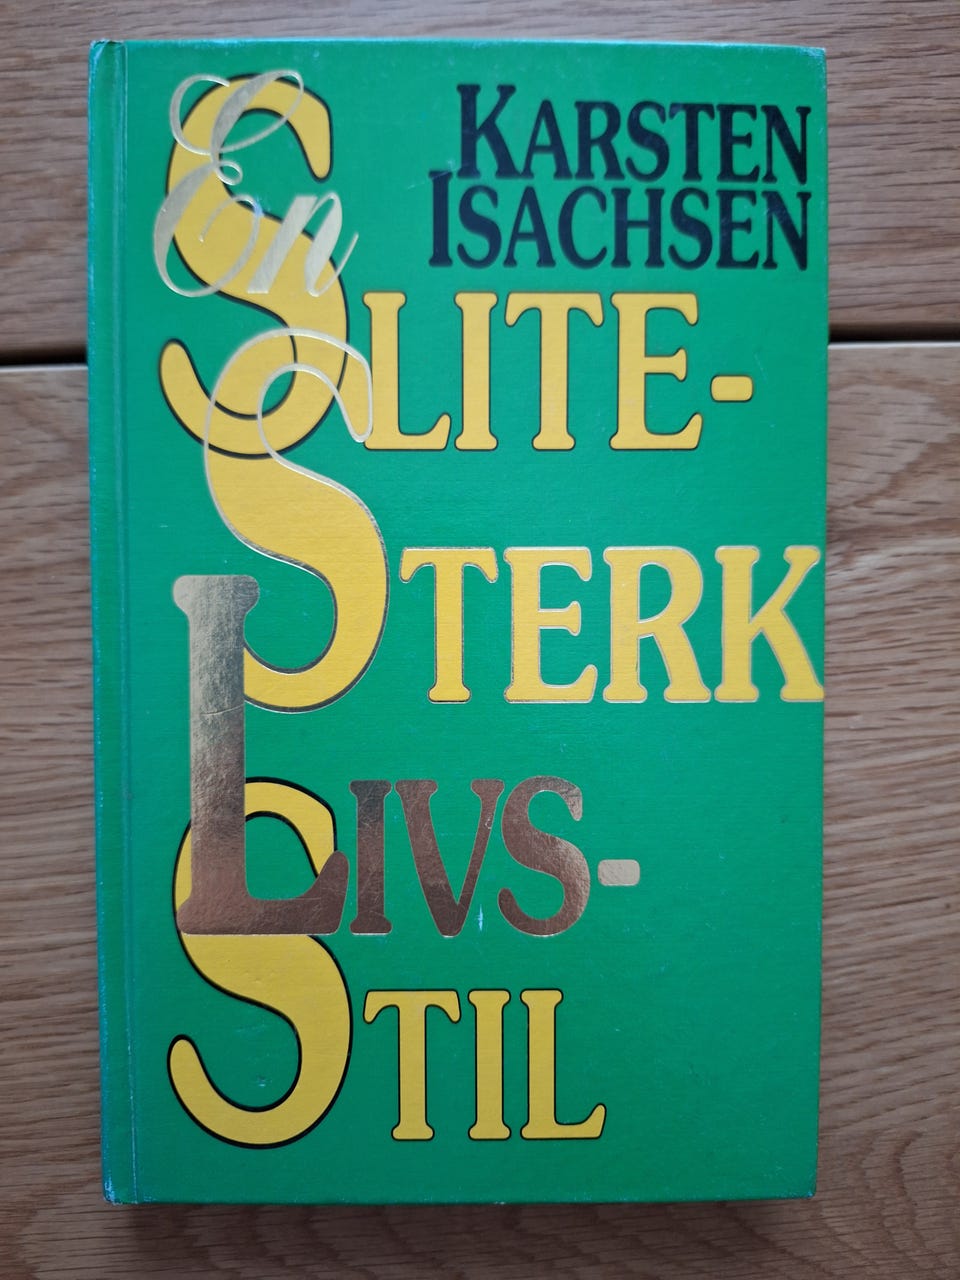 KARSTEN
ISACHSEN
En
SLITE-
STERK
LIVS-
STIL